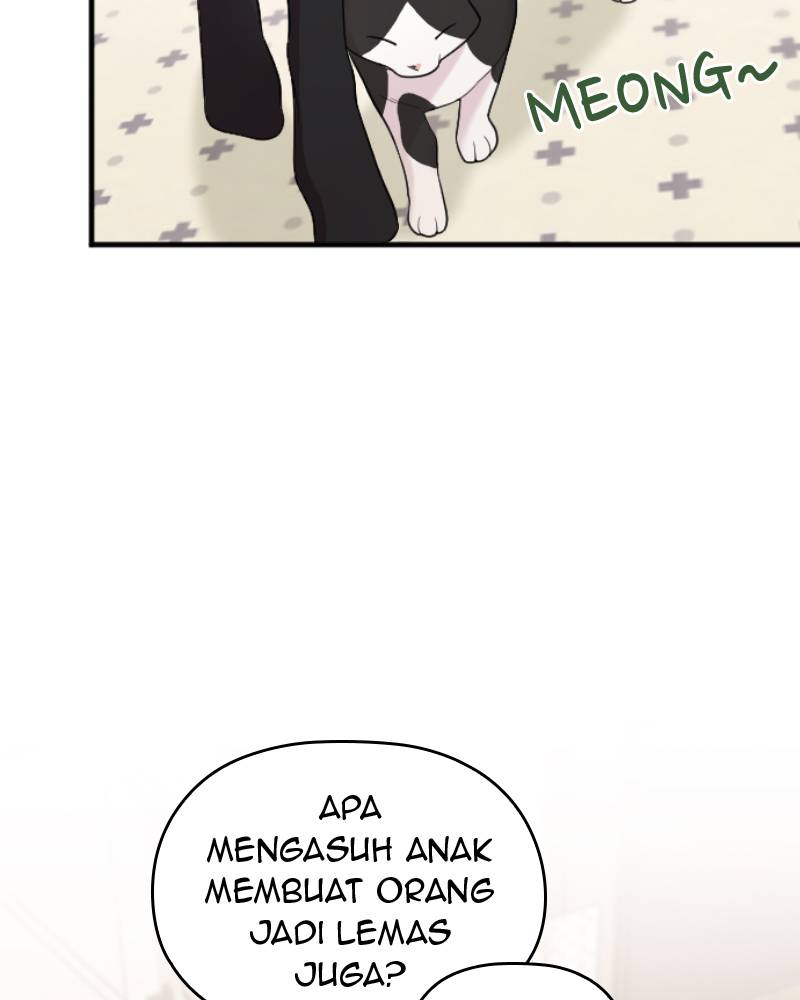 MEONG~
APA
MENGASUH ANAK
MEMBUAT ORANG
JADI LEMAS
JUGA?